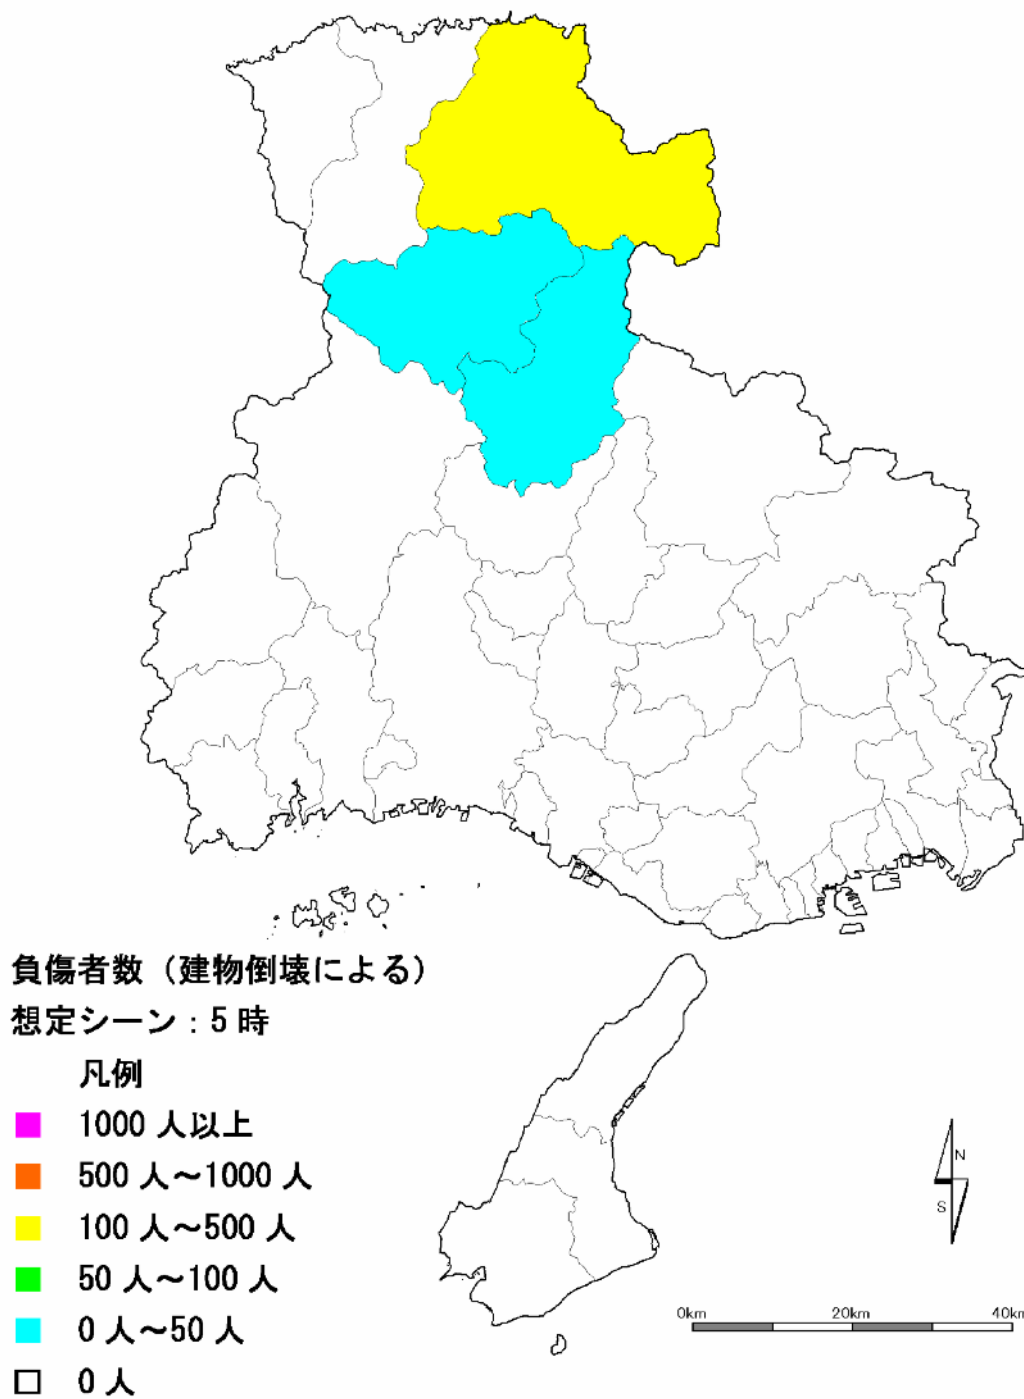 負傷者数（建物倒壊による）
想定シーン：5時
凡例
1000人以上
500人～1000人
100人～500人
50人～100人
0人～50人
0人
N
S
0km 20km 40km